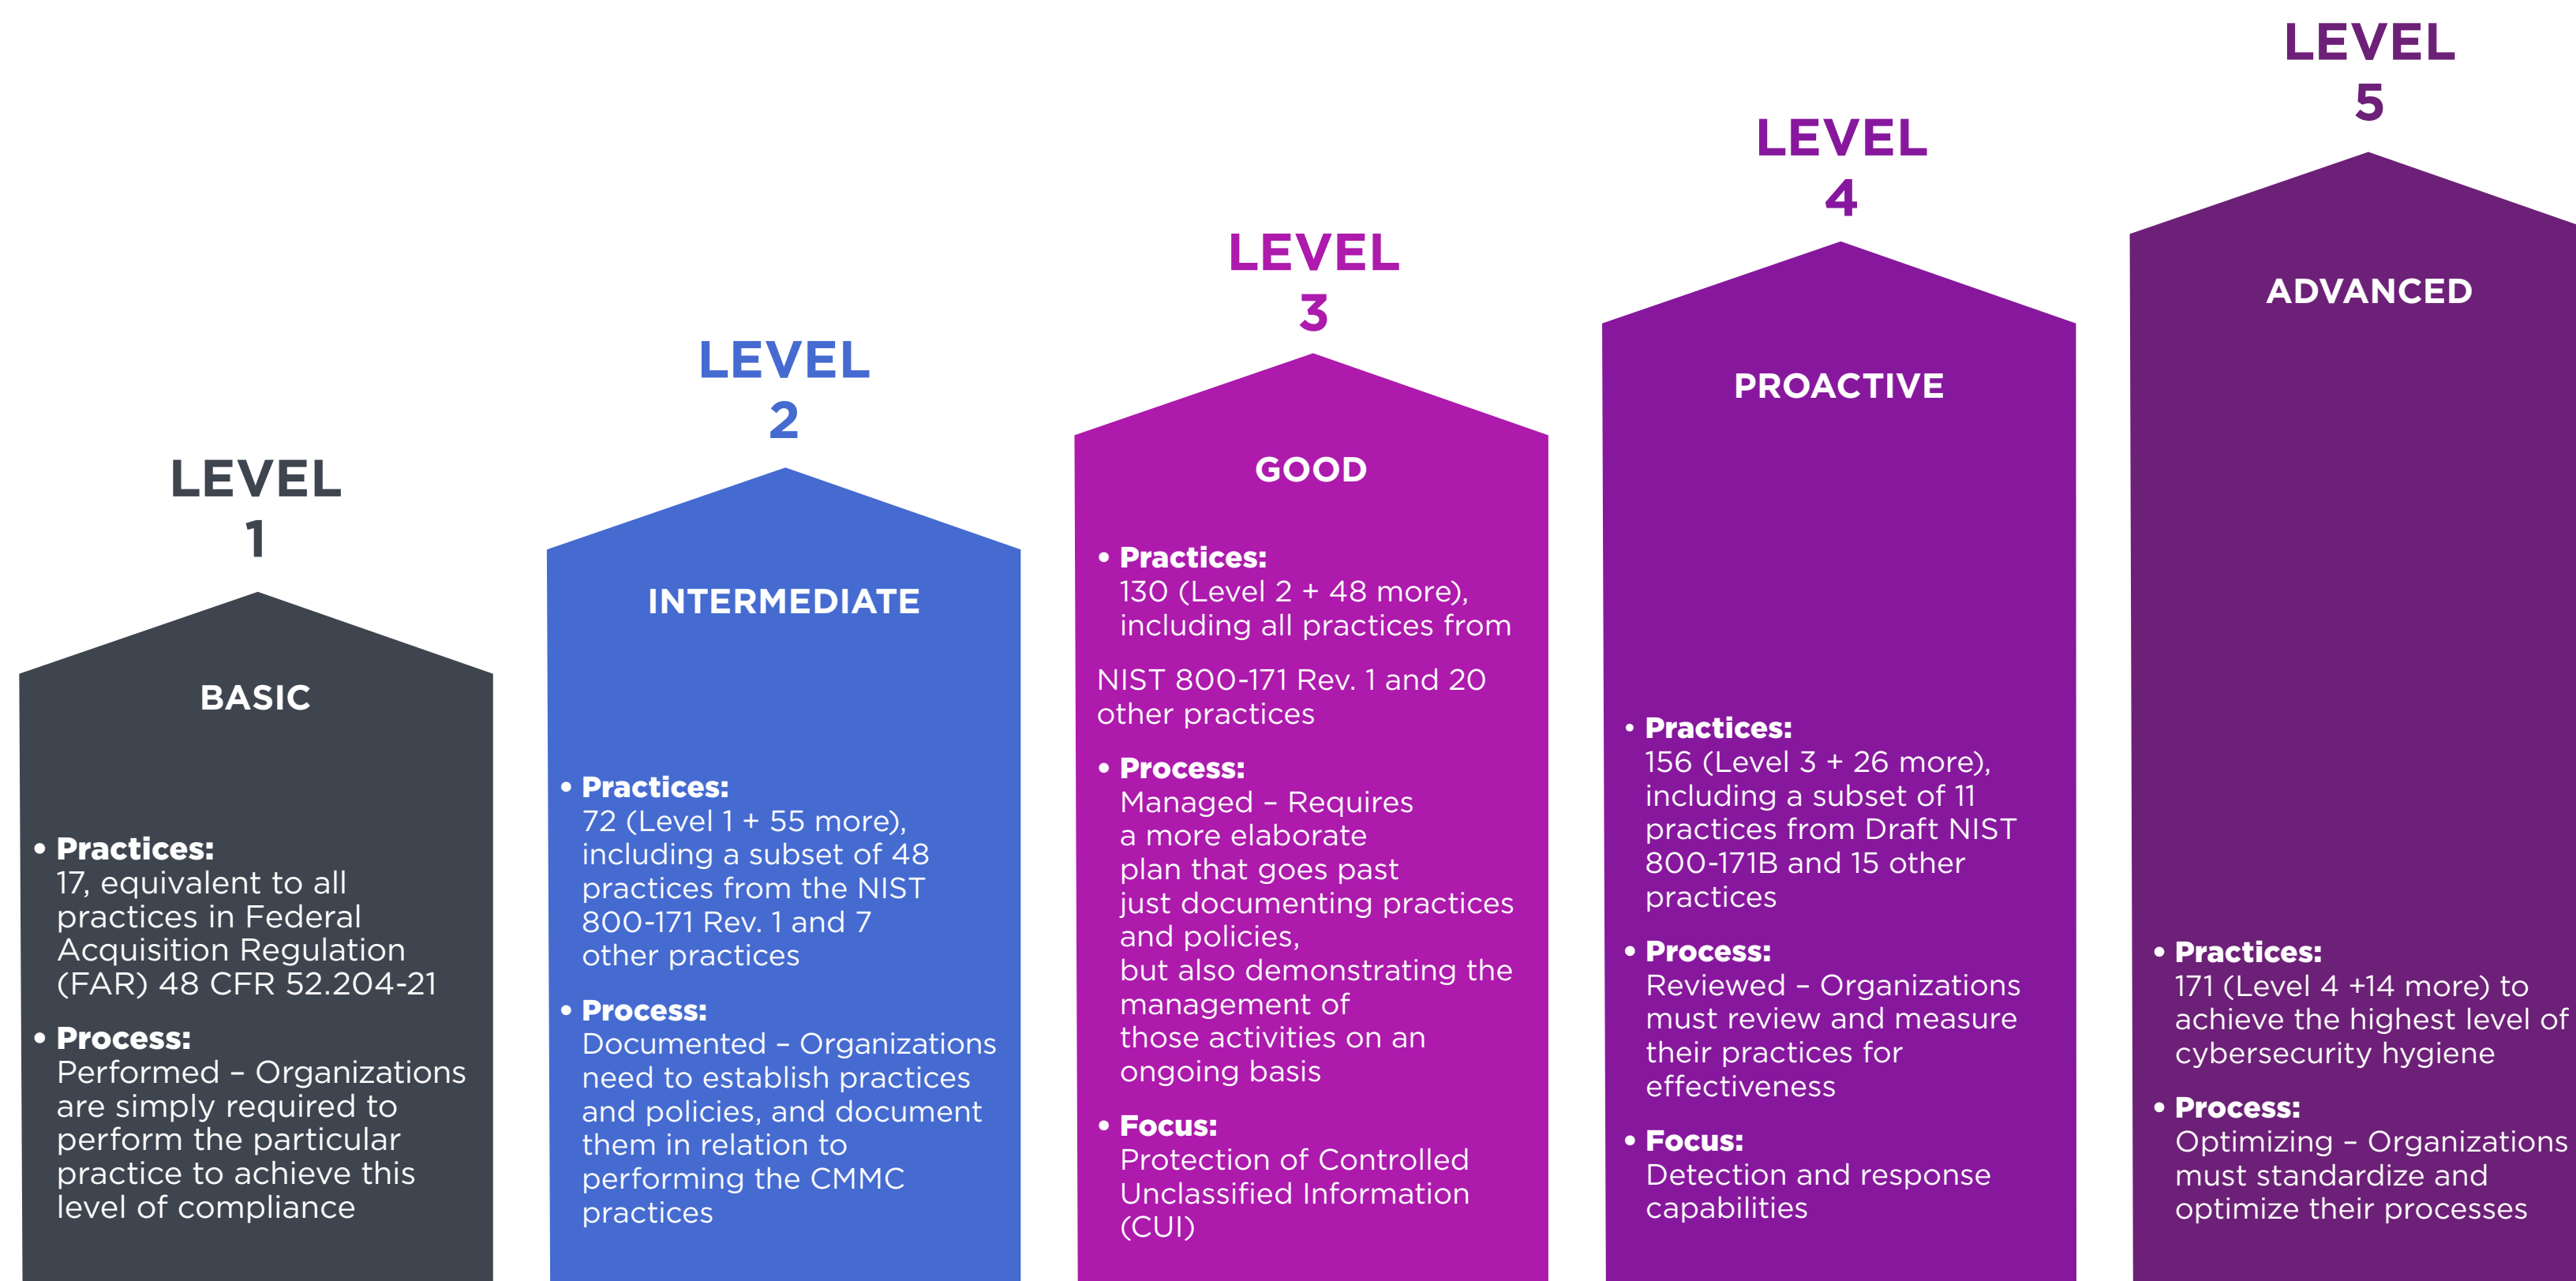 LEVEL
1
BASIC
• Practices:
17, equivalent to all
practices in Federal
Acquisition Regulation
(FAR) 48 CFR 52.204-21
• Process:
Performed – Organizations
are simply required to
perform the particular
practice to achieve this
level of compliance
LEVEL
2
INTERMEDIATE
• Practices:
72 (Level 1 + 55 more),
including a subset of 48
practices from the NIST
800-171 Rev. 1 and 7
other practices
• Process:
Documented – Organizations
need to establish practices
and policies, and document
them in relation to
performing the CMMC
practices
LEVEL
3
GOOD
• Practices:
130 (Level 2 + 48 more),
including all practices from
NIST 800-171 Rev. 1 and 20
other practices
• Process:
Managed – Requires
a more elaborate
plan that goes past
just documenting practices
and policies,
but also demonstrating the
management of
those activities on an
ongoing basis
• Focus:
Protection of Controlled
Unclassified Information
(CUI)
LEVEL
4
PROACTIVE
• Practices:
156 (Level 3 + 26 more),
including a subset of 11
practices from Draft NIST
800-171B and 15 other
practices
• Process:
Reviewed – Organizations
must review and measure
their practices for
effectiveness
• Focus:
Detection and response
capabilities
LEVEL
5
ADVANCED
• Practices:
171 (Level 4 +14 more) to
achieve the highest level of
cybersecurity hygiene
• Process:
Optimizing – Organizations
must standardize and
optimize their processes